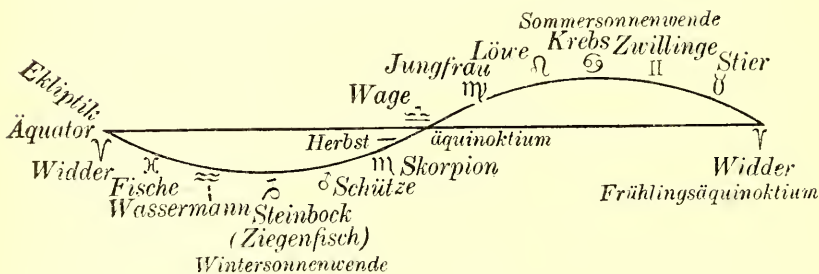 Sommersonnenwende
Löwe Krebs Zwillinge
Jungfrau Stier
♌ ♋ ♊
♍ ♉
Wage
♎
Ekliptik
Äquator
Herbst – äquinoktium
♈ Widder
♓ Fische
♒ Wassermann
Steinbock
(Ziegenfisch)
Wintersonnenwende
♂ Schütze
♏ Skorpion
♈
Widder
Frühlingsäquinoktium